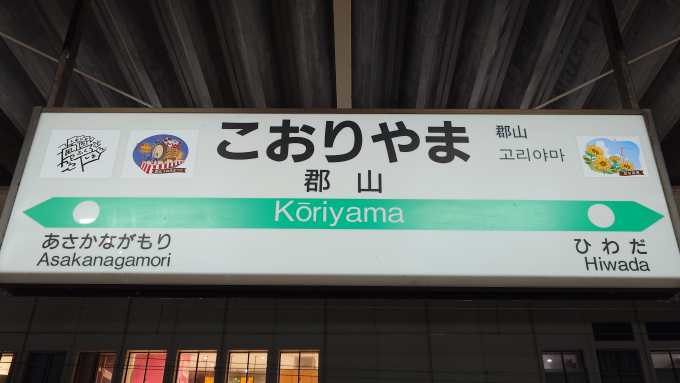 こおりやま
郡山
고리야마
郡 山
Kōriyama
あさかながもり
Asakanagamori
ひわだ
Hiwada